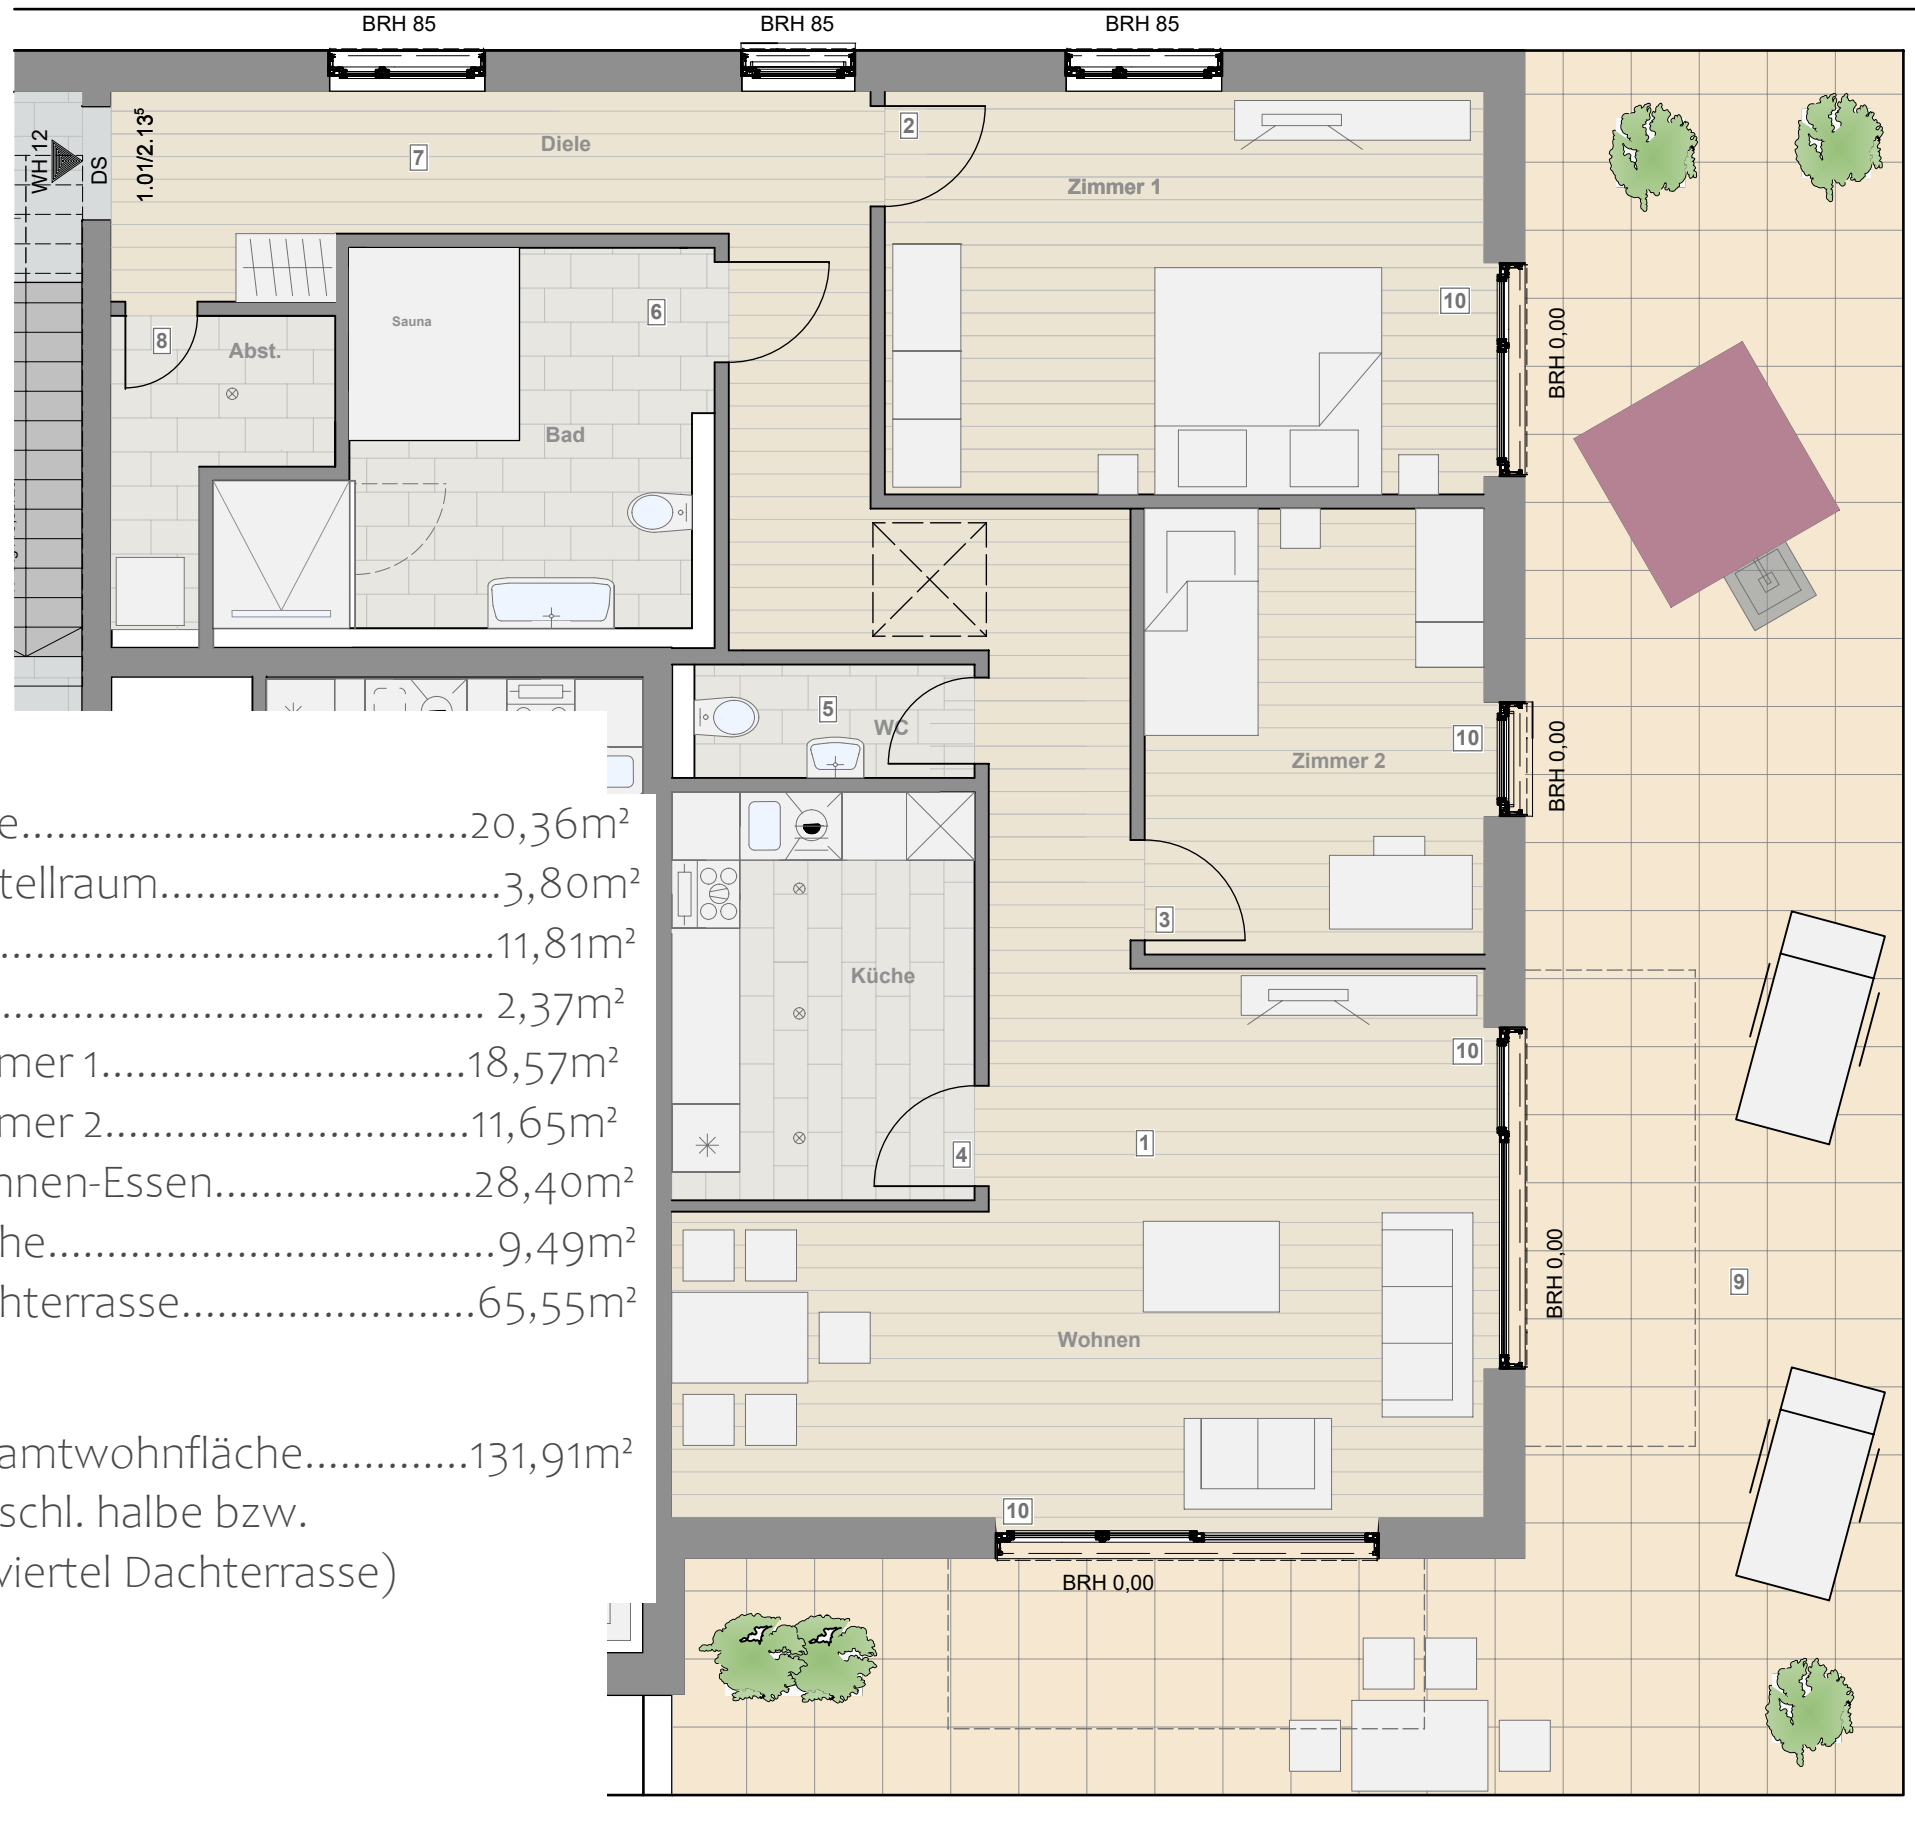 BRH 85 BRH 85 BRH 85
WH 12
DS
1.01/2.13⁵
7
Diele
2
Zimmer 1
10
BRH 0,00
8
Abst.
Sauna
6
Bad
5
WC
Zimmer 2
10
BRH 0,00
3
Küche
4
10
1
BRH 0,00
9
Wohnen
10
BRH 0,00
e..................................20,36m²
tellraum..........................3,80m²
....................................11,81m²
................................... 2,37m²
mer 1............................18,57m²
mer 2............................11,65m²
nnen-Essen....................28,40m²
he..................................9,49m²
hterrasse.......................65,55m²
amtwohnfläche..............131,91m²
schl. halbe bzw.
viertel Dachterrasse)